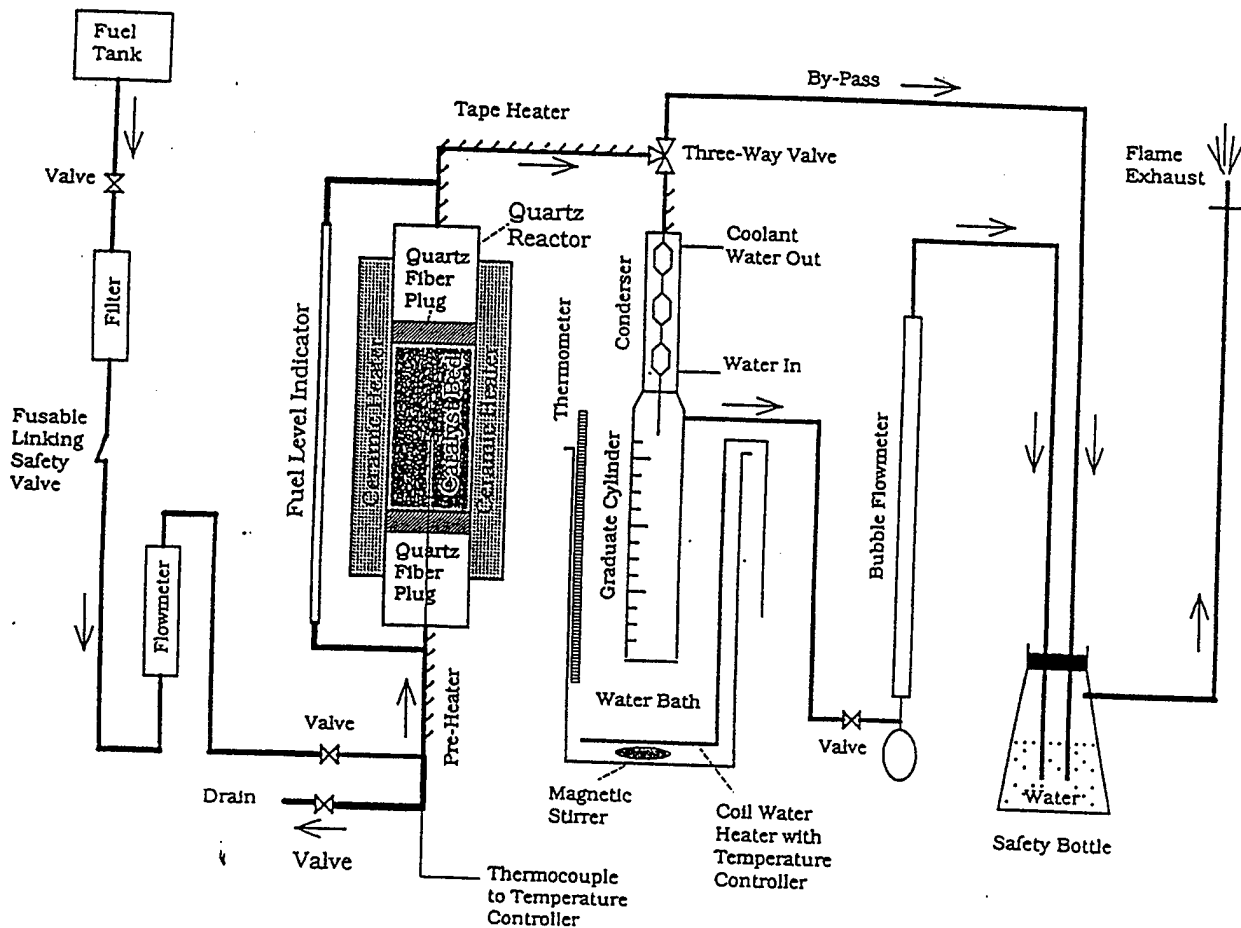 Fuel
Tank
By-Pass
Tape Heater
Valve
Three-Way Valve
Flame
Exhaust
Quartz
Reactor
Coolant
Water Out
Quartz
Fiber
Plug
Filter
Fuel Level Indicator
Ceramic Heater
Catalyst Bed
Ceramic Heater
Thermometer
Conderser
Water In
Fusable
Linking
Safety
Valve
Graduate Cylinder
Bubble Flowmeter
Quartz
Fiber
Plug
Flowmeter
Pre-Heater
Water Bath
Valve
Valve
Drain
Valve
Magnetic
Stirrer
Coil Water
Heater with
Temperature
Controller
Water
Safety Bottle
Thermocouple
to Temperature
Controller